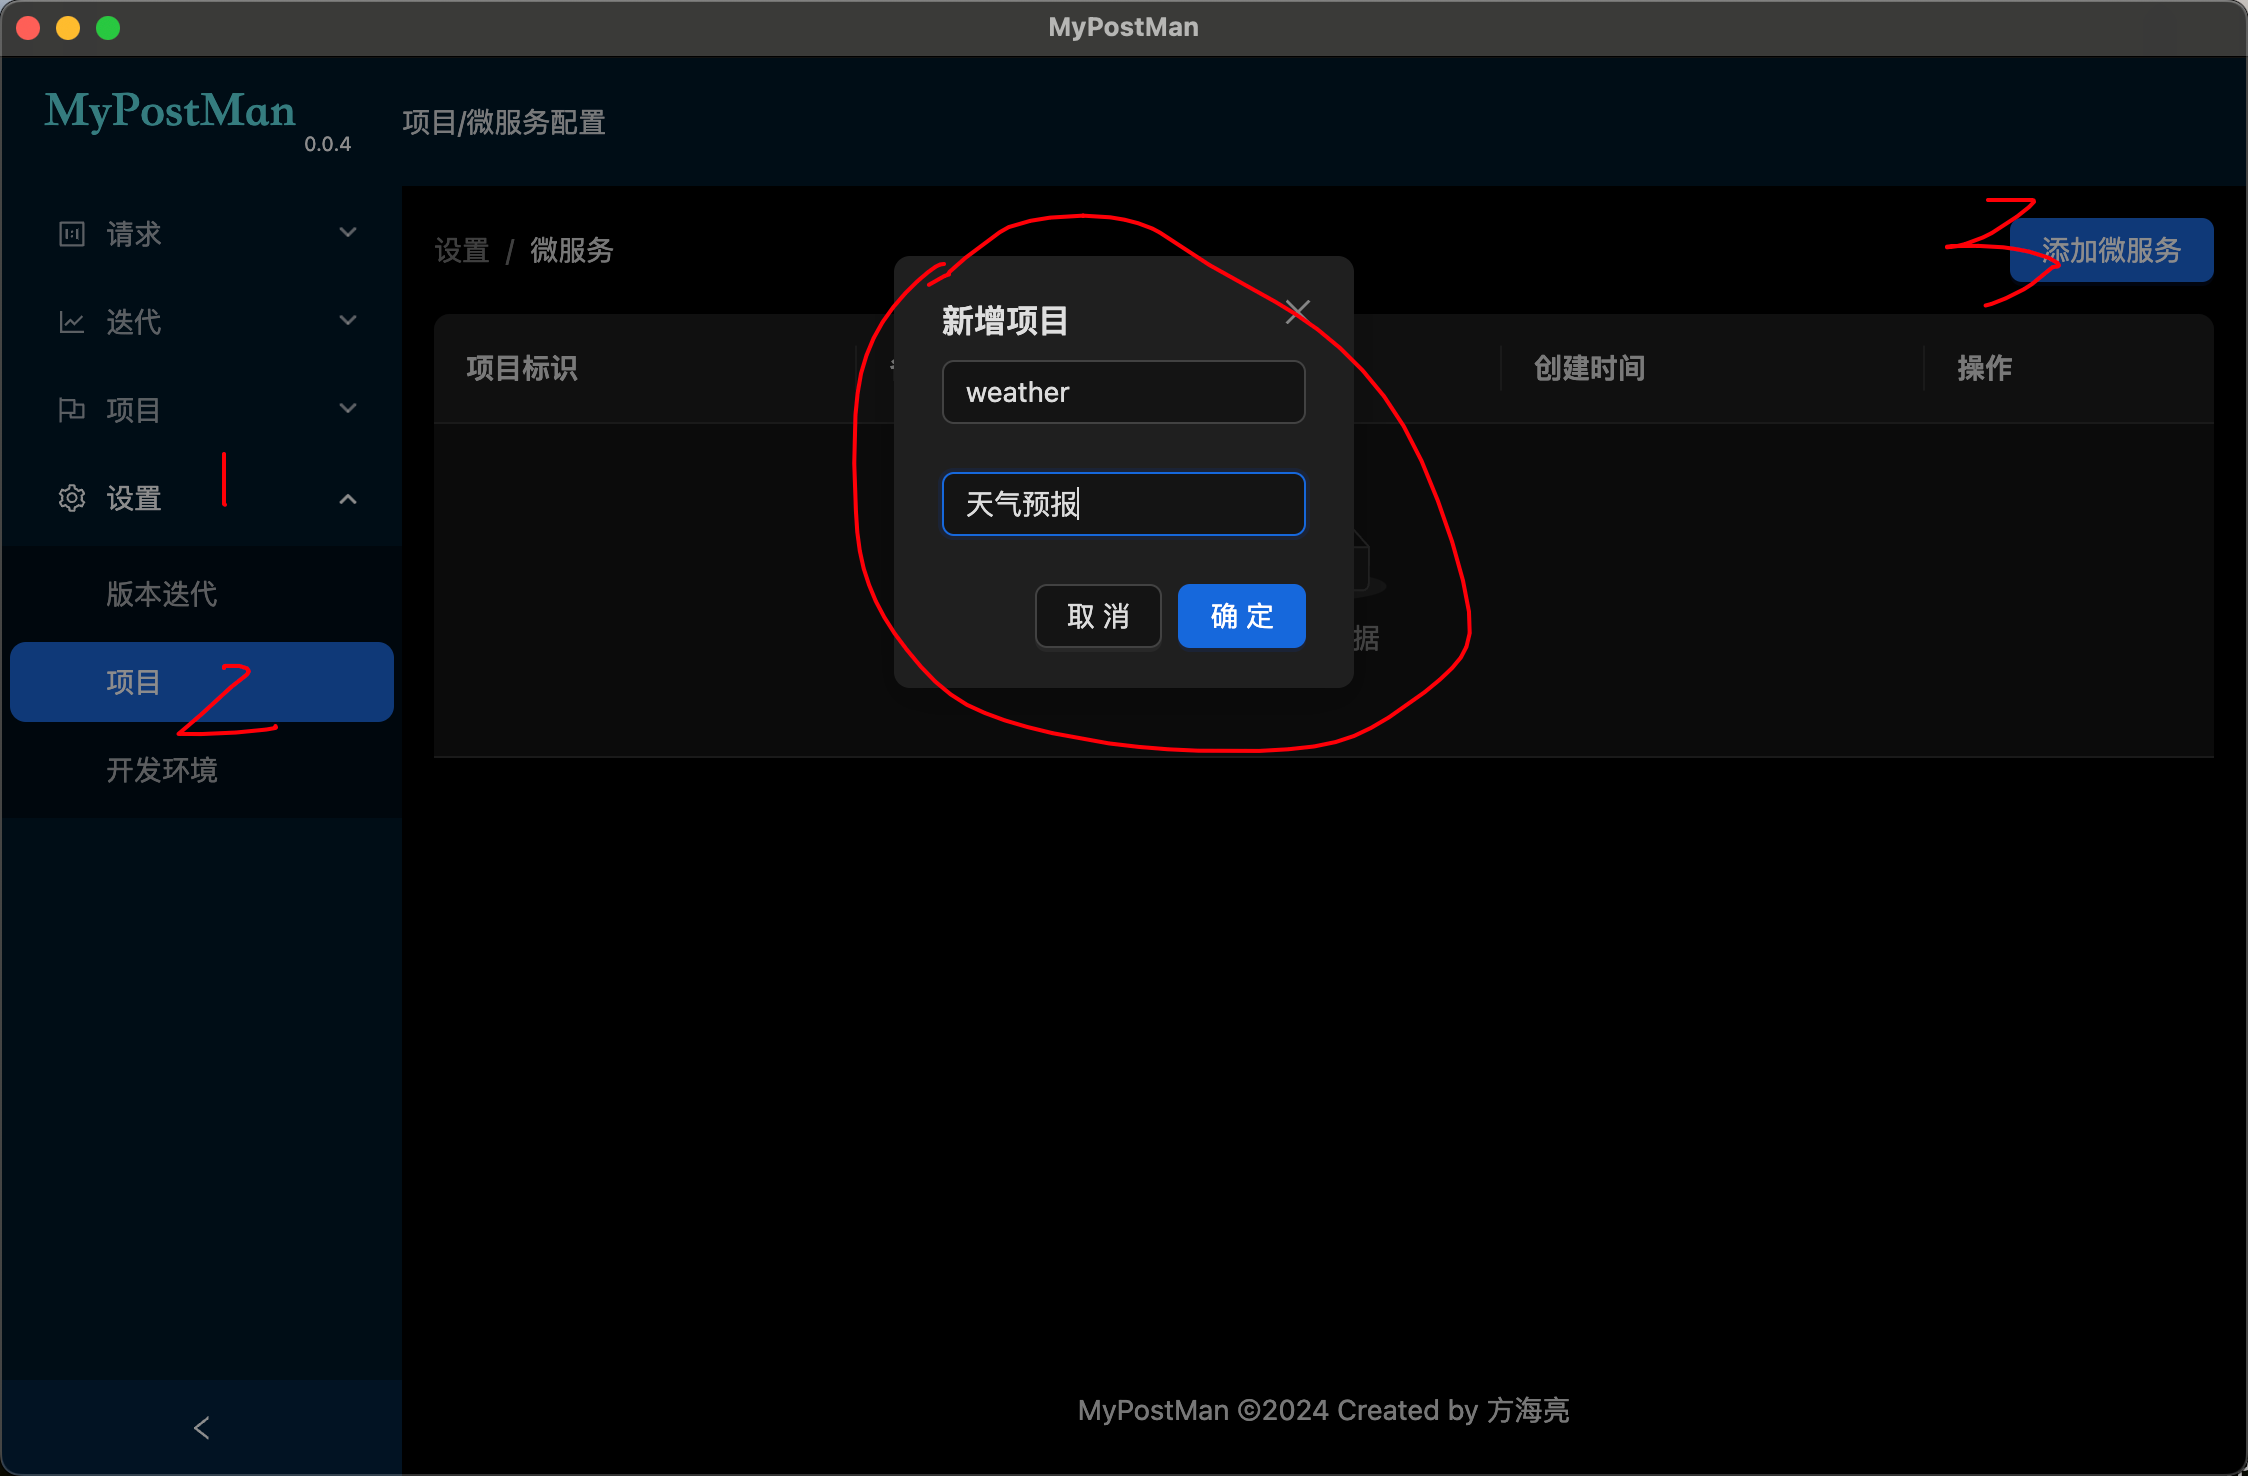 MyPostMan
MyPostMan
0.0.4
项目/微服务配置
请求
迭代
项目
设置
1
版本迭代
项目
2
开发环境
设置 / 微服务
3
添加微服务
项目标识
创建时间
操作
新增项目
weather
天气预报
取 消
确 定
据
MyPostMan ©2024 Created by 方海亮